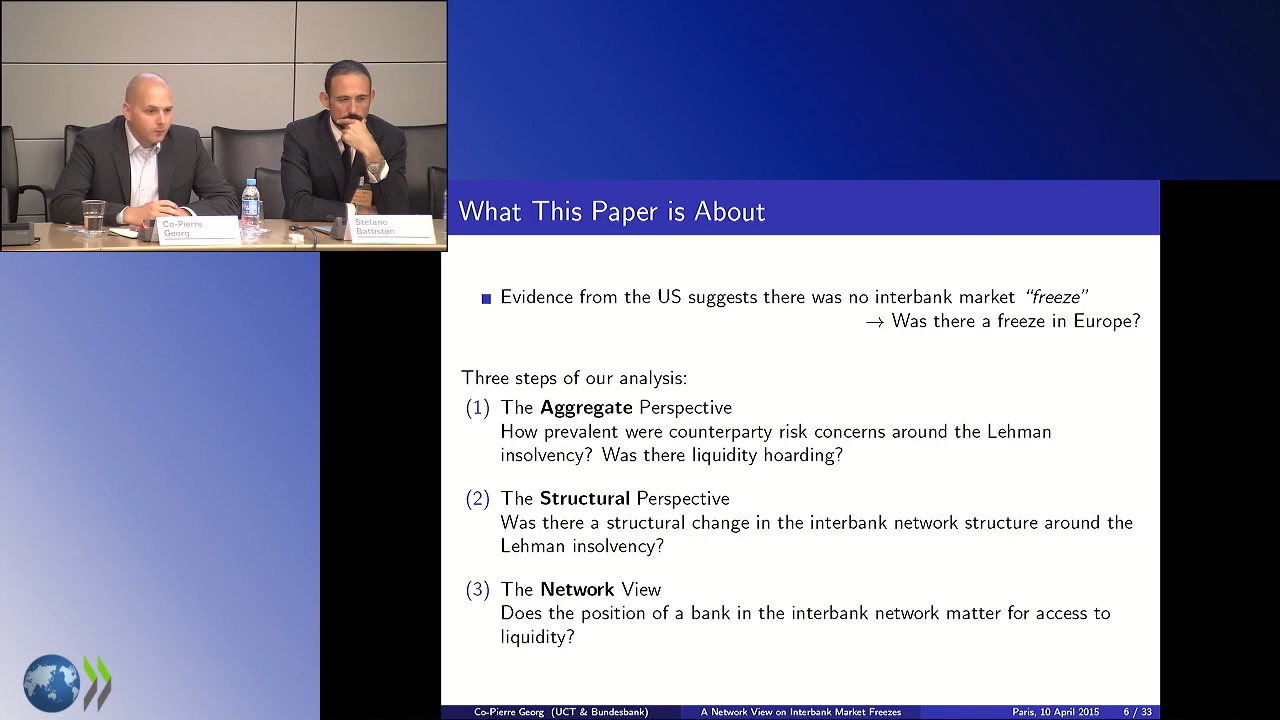 Co-Pierre
Georg
Stefano
Battiston
What This Paper is About
Evidence from the US suggests there was no interbank market “freeze”
→ Was there a freeze in Europe?
Three steps of our analysis:
(1) The Aggregate Perspective
How prevalent were counterparty risk concerns around the Lehman
insolvency? Was there liquidity hoarding?
(2) The Structural Perspective
Was there a structural change in the interbank network structure around the
Lehman insolvency?
(3) The Network View
Does the position of a bank in the interbank network matter for access to
liquidity?
Co-Pierre Georg (UCT & Bundesbank) A Network View on Interbank Market Freezes Paris, 10 April 2015 6 / 33